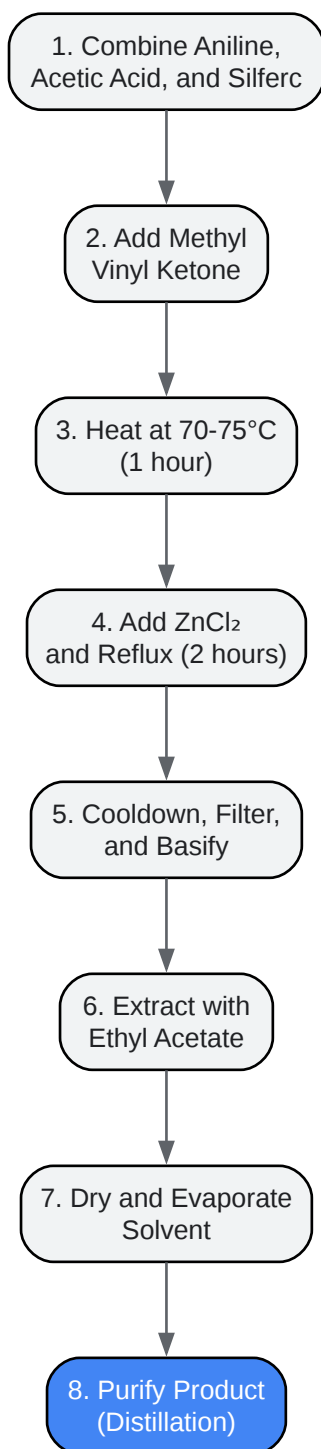 1. Combine Aniline,
Acetic Acid, and Silferc
2. Add Methyl
Vinyl Ketone
3. Heat at 70-75°C
(1 hour)
4. Add ZnCl₂
and Reflux (2 hours)
5. Cooldown, Filter,
and Basify
6. Extract with
Ethyl Acetate
7. Dry and Evaporate
Solvent
8. Purify Product
(Distillation)